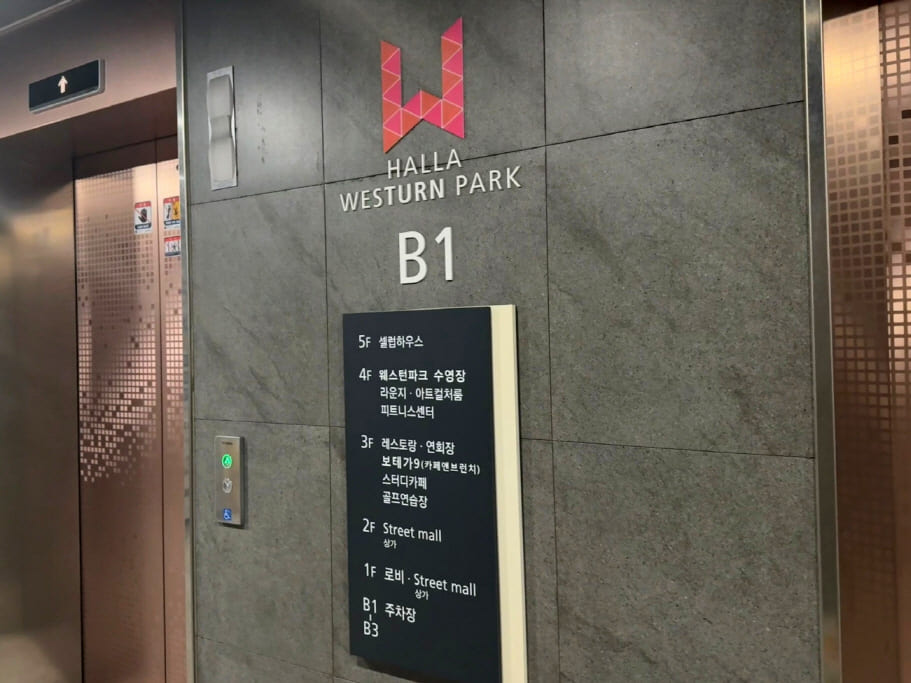 HALLA
WESTURN PARK
B1
5F 셀럽하우스
4F 웨스턴파크 수영장
라운지 · 아트컬처룸
피트니스센터
3F 레스토랑 · 연회장
보테가9(카페앤브런치)
스터디카페
골프연습장
2F Street mall
상가
1F 로비 · Street mall
상가
B1 주차장
B3